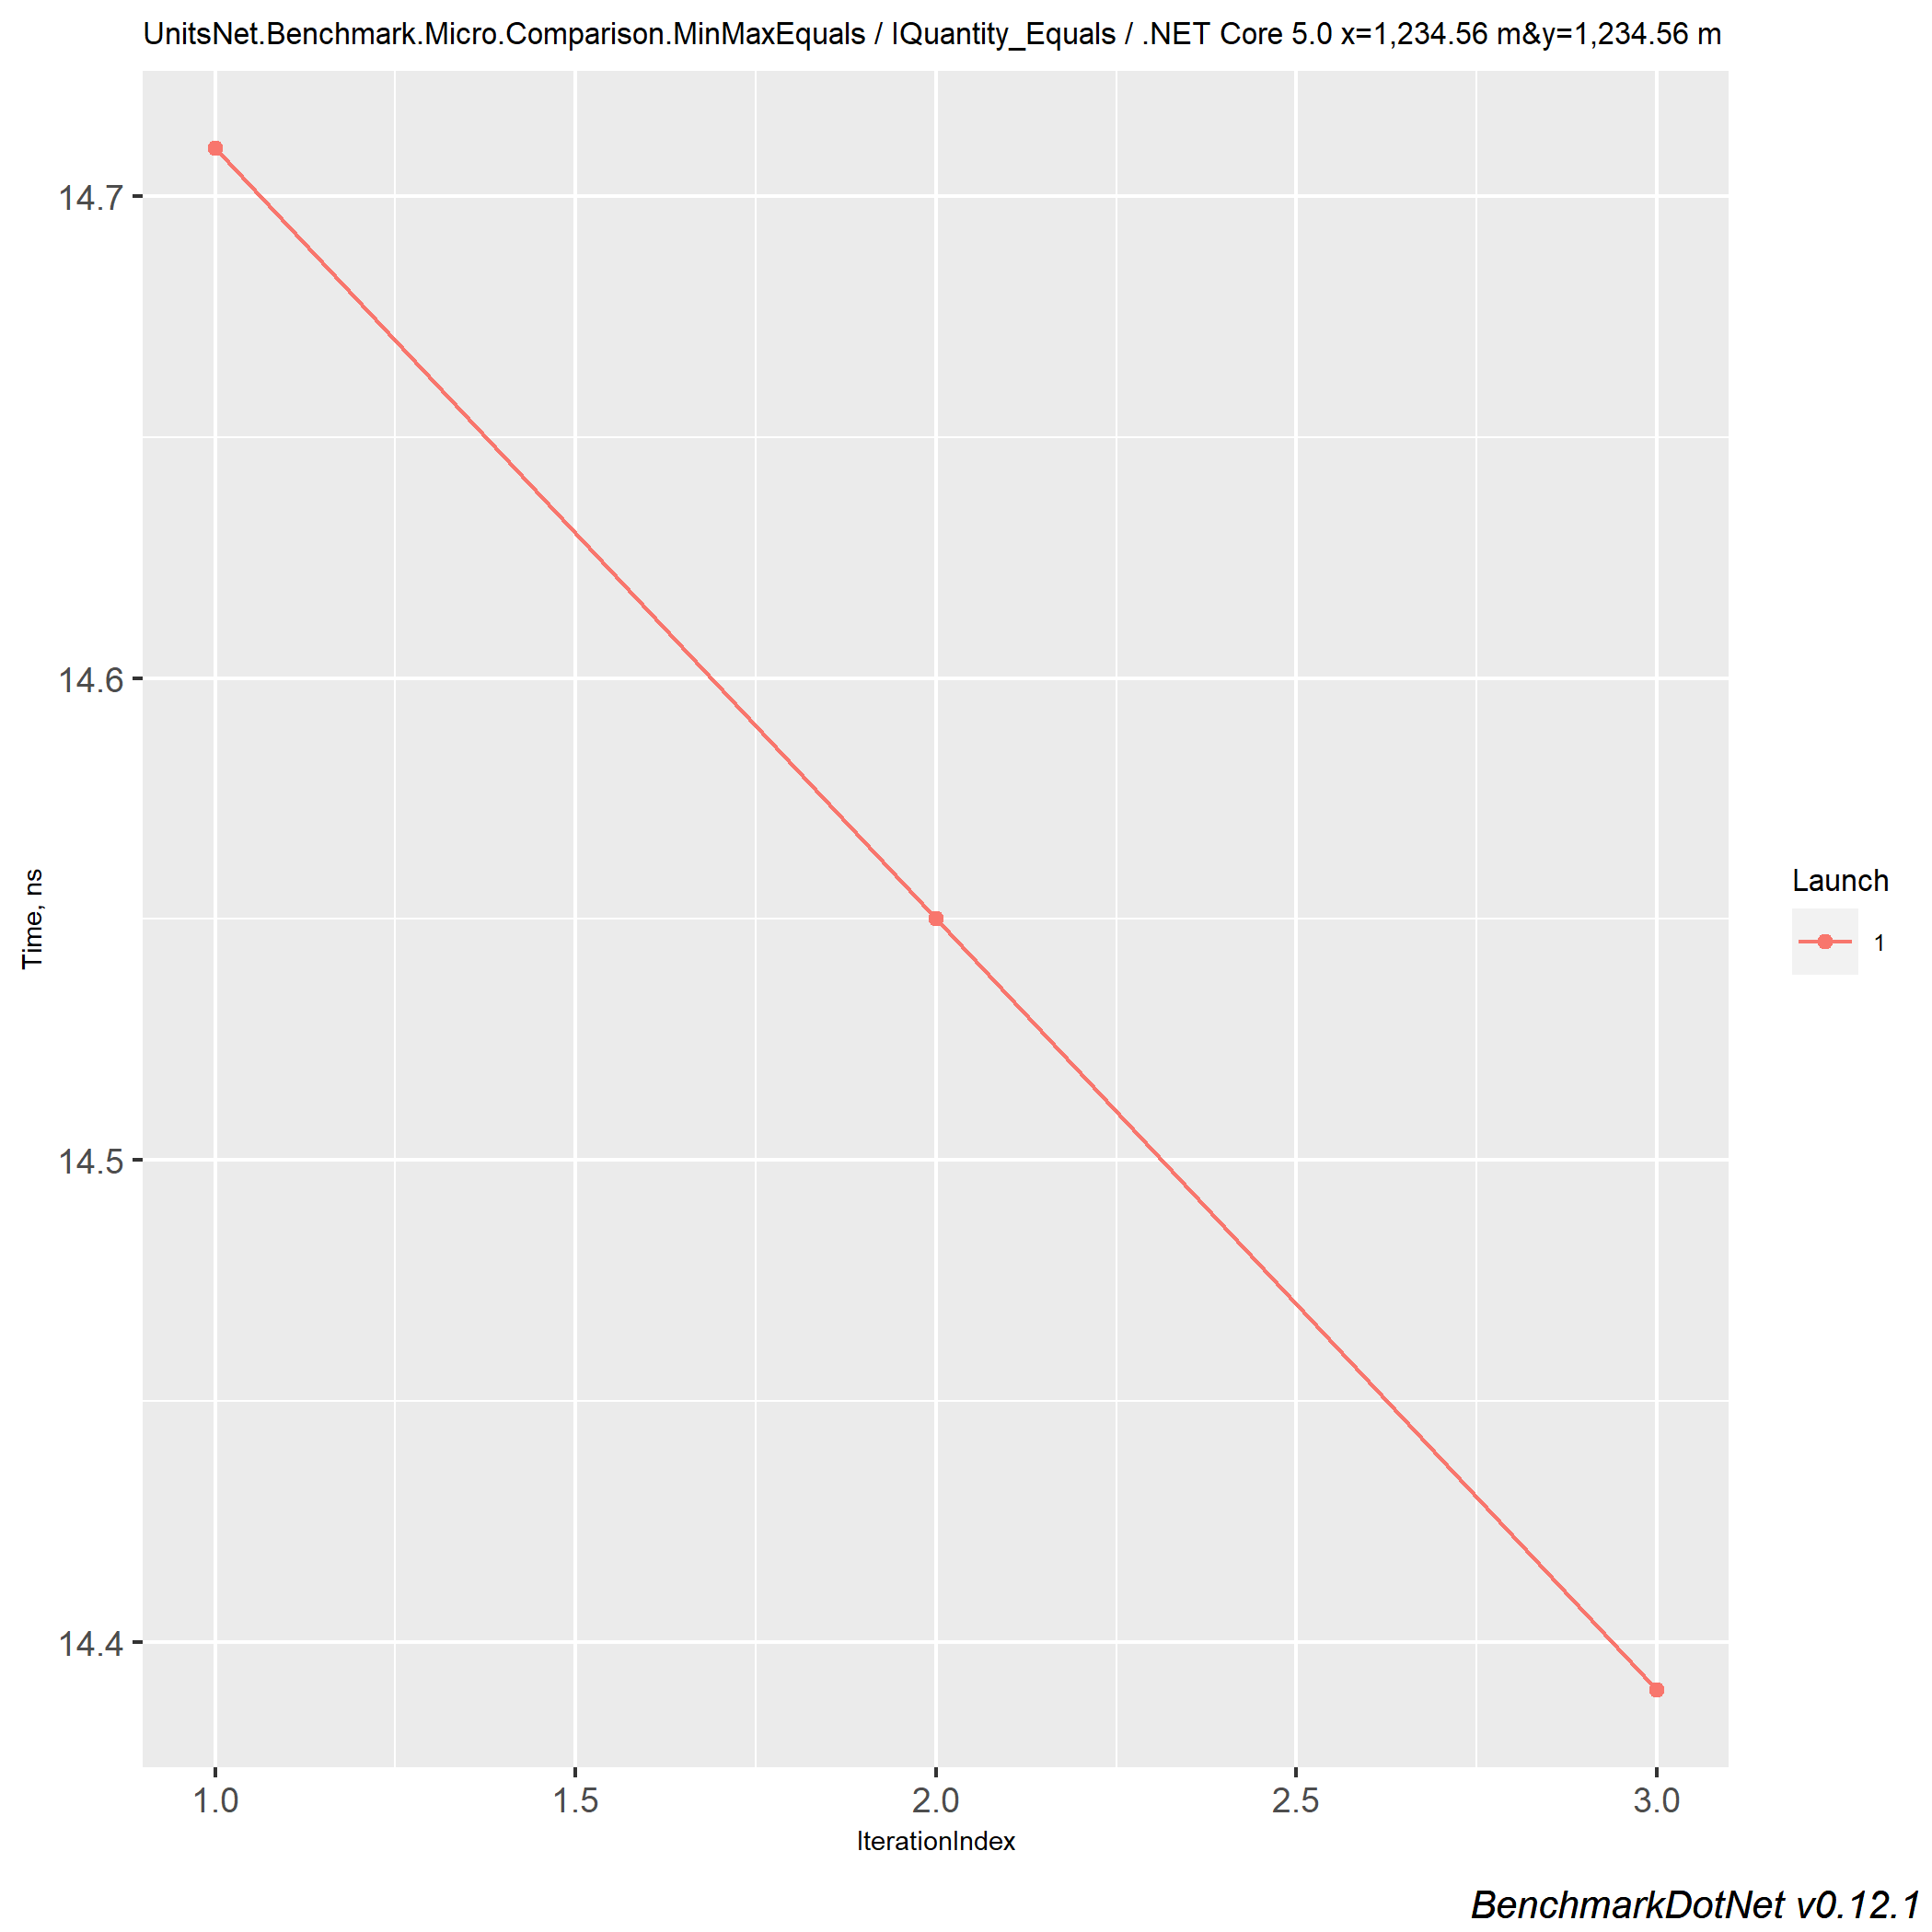 UnitsNet.Benchmark.Micro.Comparison.MinMaxEquals / IQuantity_Equals / .NET Core 5.0 x=1,234.56 m&y=1,234.56 m
14.7
14.6
14.5
14.4
Time, ns
1.0 1.5 2.0 2.5 3.0
IterationIndex
Launch
1
BenchmarkDotNet v0.12.1